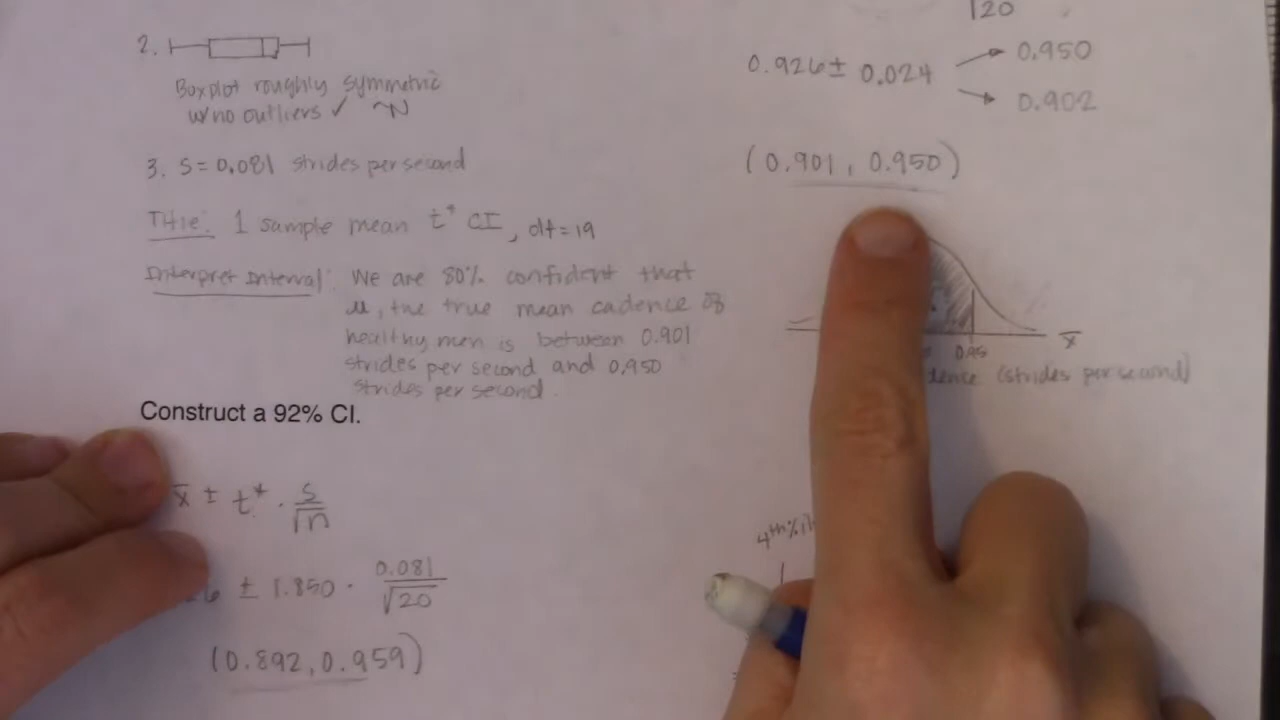 2.
Boxplot roughly symmetric
w/no outliers ✓ ~N
3. S = 0.081 strides per second
Title: 1 sample mean t* CI, df = 19
Interpret Interval: We are 80% confident that
μ, the true mean cadence of
healthy men is between 0.901
strides per second and 0.950
strides per second.
Construct a 92% CI.
x̄ ± t* · s/√n
± 1.850 · 0.081/√20
(0.892, 0.959)
√20
0.926 ± 0.024
0.950
0.902
(0.901, 0.950)
x̄
0.95
(strides per second)
4th %il